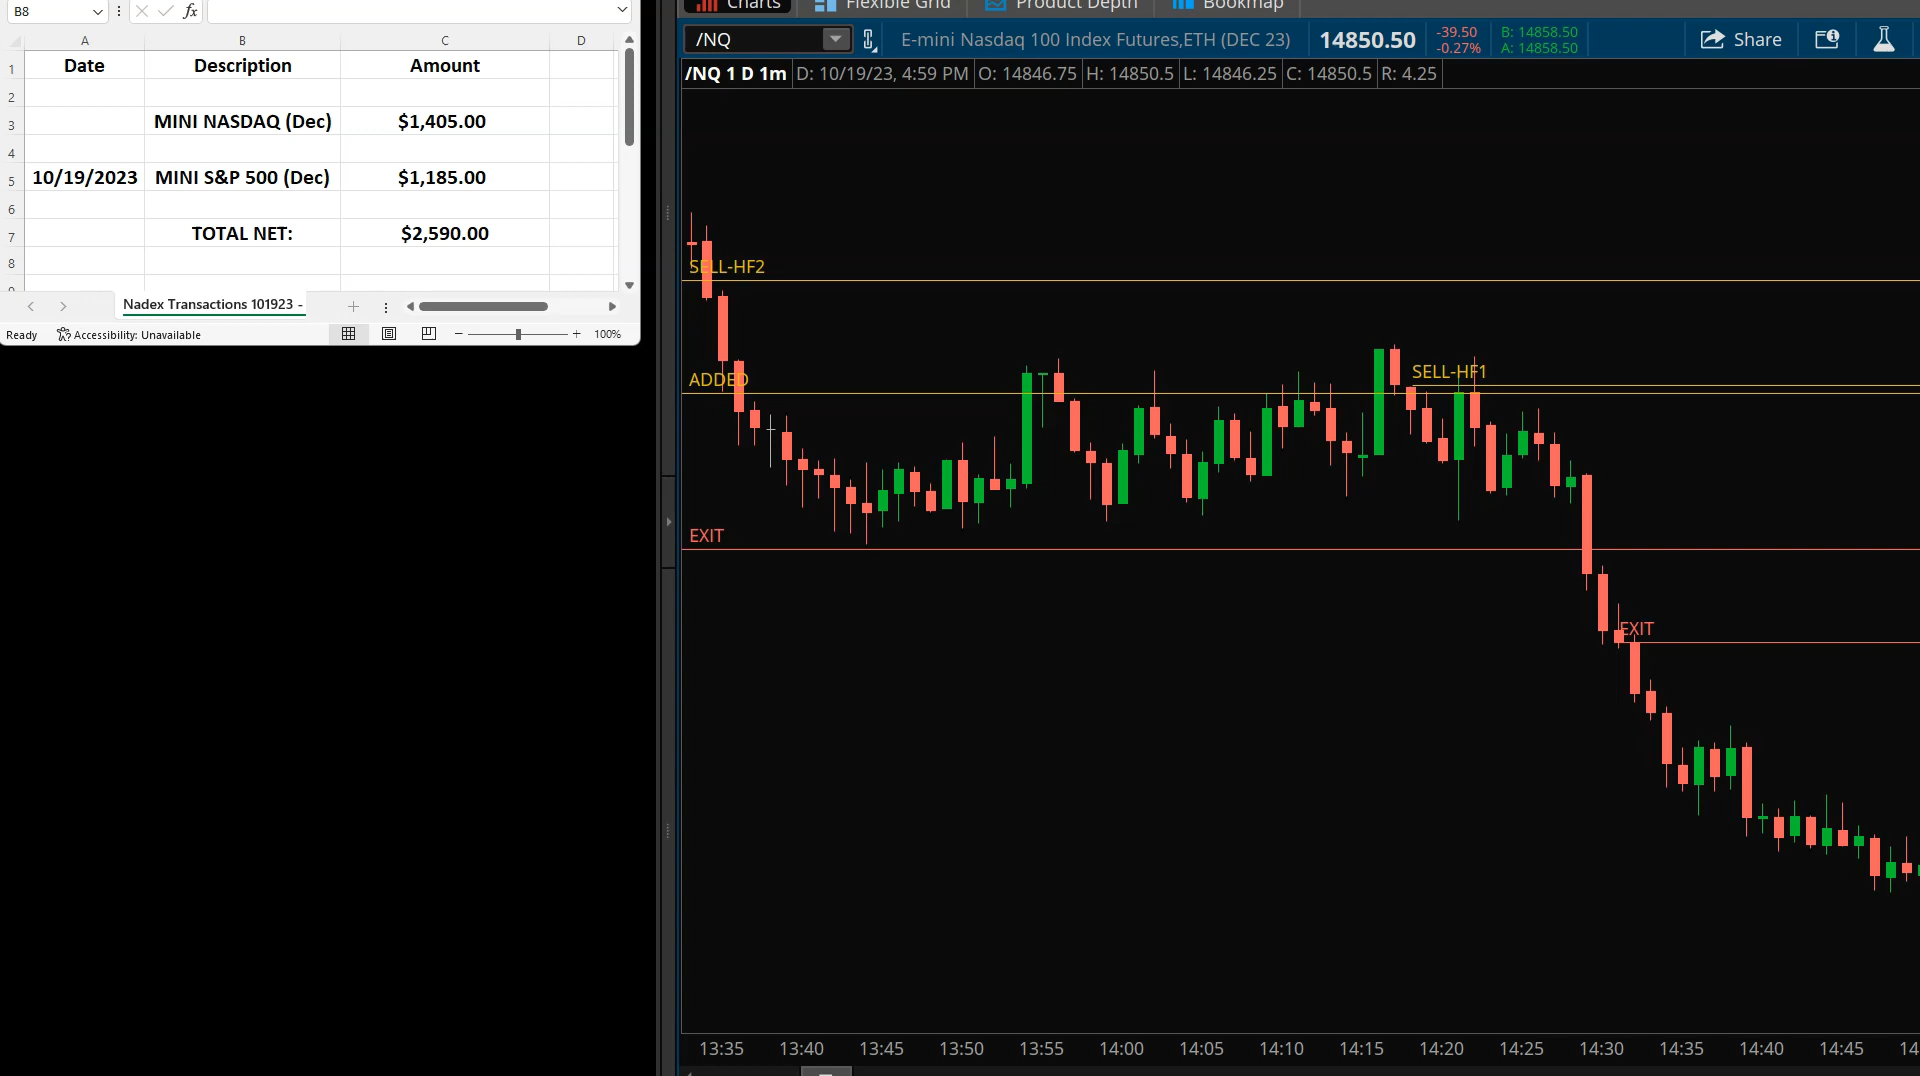 B8
fx
A B C D
1 Date Description Amount
2
3 MINI NASDAQ (Dec) $1,405.00
4
5 10/19/2023 MINI S&P 500 (Dec) $1,185.00
6
7 TOTAL NET: $2,590.00
8
Nadex Transactions 101923 -
Ready Accessibility: Unavailable 100%
Charts Flexible Grid Product Depth Bookmap
/NQ E-mini Nasdaq 100 Index Futures,ETH (DEC 23) 14850.50 -39.50 B: 14858.50 Share
-0.27% A: 14858.50
/NQ 1 D 1m D: 10/19/23, 4:59 PM O: 14846.75 H: 14850.5 L: 14846.25 C: 14850.5 R: 4.25
SELL-HF2
SELL-HF1
ADDED
EXIT
EXIT
13:35 13:40 13:45 13:50 13:55 14:00 14:05 14:10 14:15 14:20 14:25 14:30 14:35 14:40 14:45 14